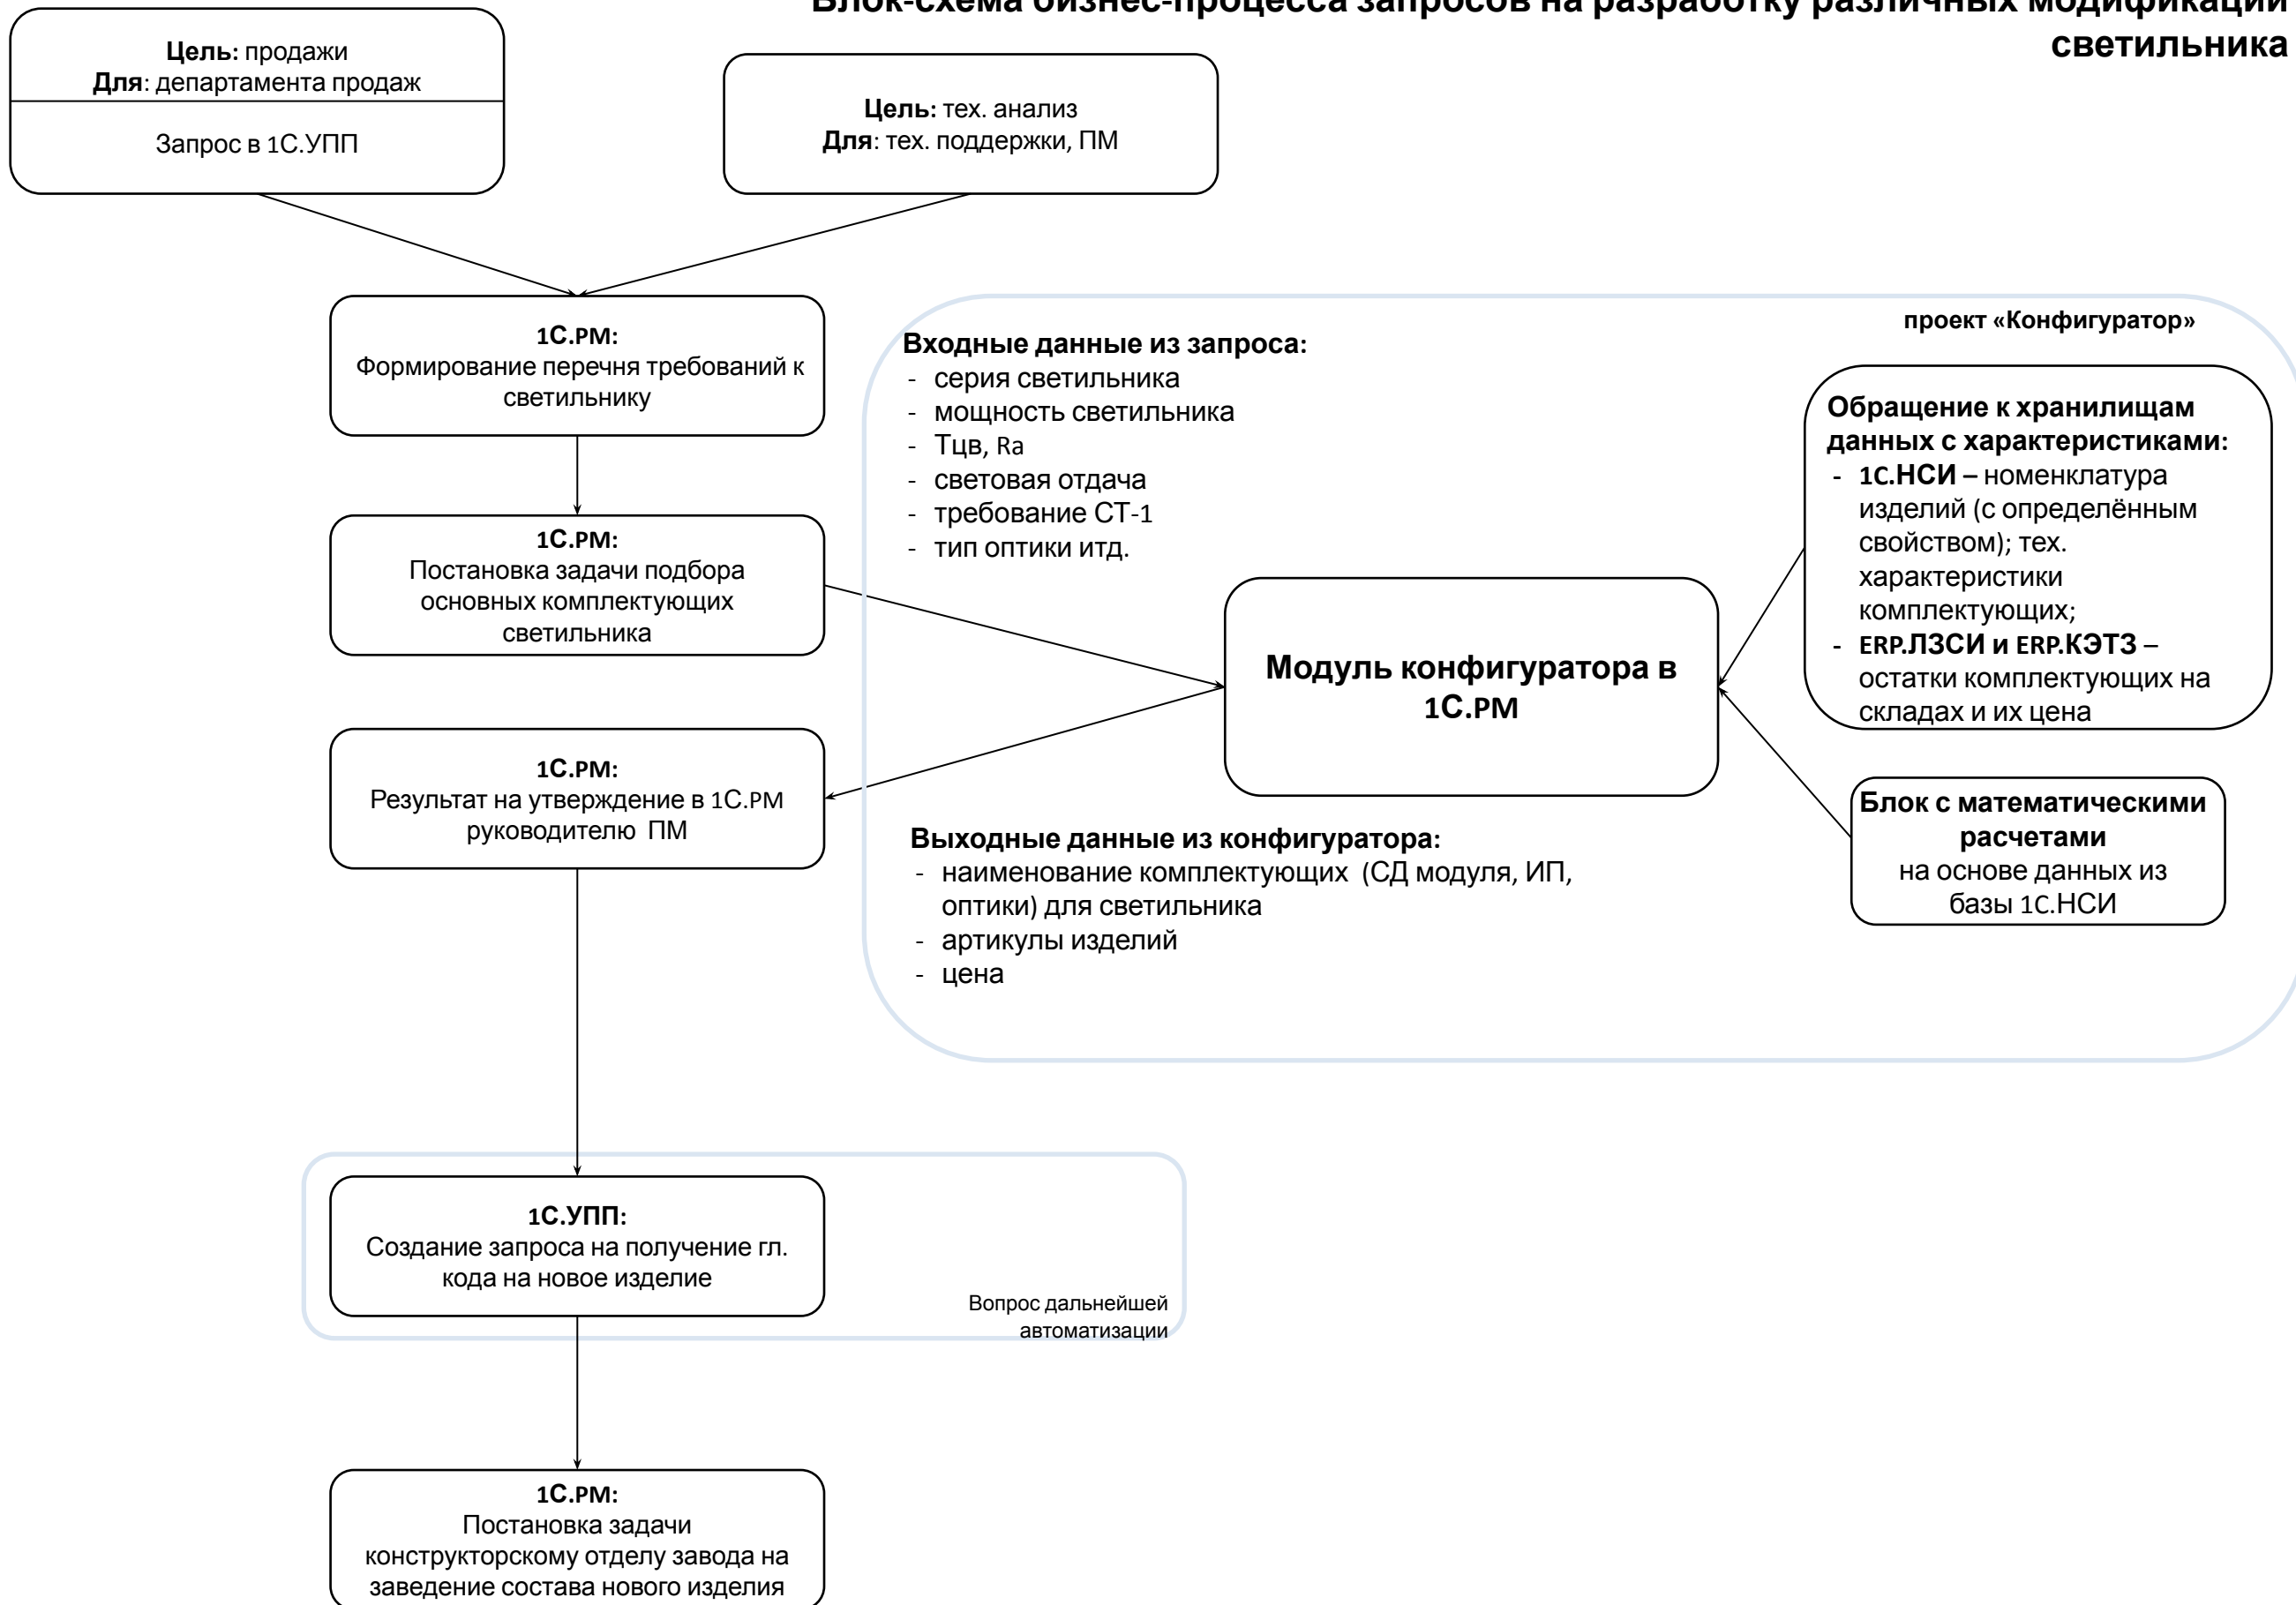 Блок-схема бизнес-процесса запросов на разработку различных модификаций
светильника
Цель: продажи
Для: департамента продаж
Запрос в 1С.УПП
Цель: тех. анализ
Для: тех. поддержки, ПМ
1С.РМ:
Формирование перечня требований к
светильнику
1С.РМ:
Постановка задачи подбора
основных комплектующих
светильника
1С.РМ:
Результат на утверждение в 1С.РМ
руководителю ПМ
проект «Конфигуратор»
Входные данные из запроса:
- серия светильника
- мощность светильника
- Тцв, Ra
- световая отдача
- требование СТ-1
- тип оптики итд.
Модуль конфигуратора в
1С.РМ
Обращение к хранилищам
данных с характеристиками:
- 1С.НСИ – номенклатура
изделий (с определённым
свойством); тех.
характеристики
комплектующих;
- ERP.ЛЗСИ и ERP.КЭТЗ –
остатки комплектующих на
складах и их цена
Блок с математическими
расчетами
на основе данных из
базы 1С.НСИ
Выходные данные из конфигуратора:
- наименование комплектующих (СД модуля, ИП,
оптики) для светильника
- артикулы изделий
- цена
1С.УПП:
Создание запроса на получение гл.
кода на новое изделие
Вопрос дальнейшей
автоматизации
1С.РМ:
Постановка задачи
конструкторскому отделу завода на
заведение состава нового изделия